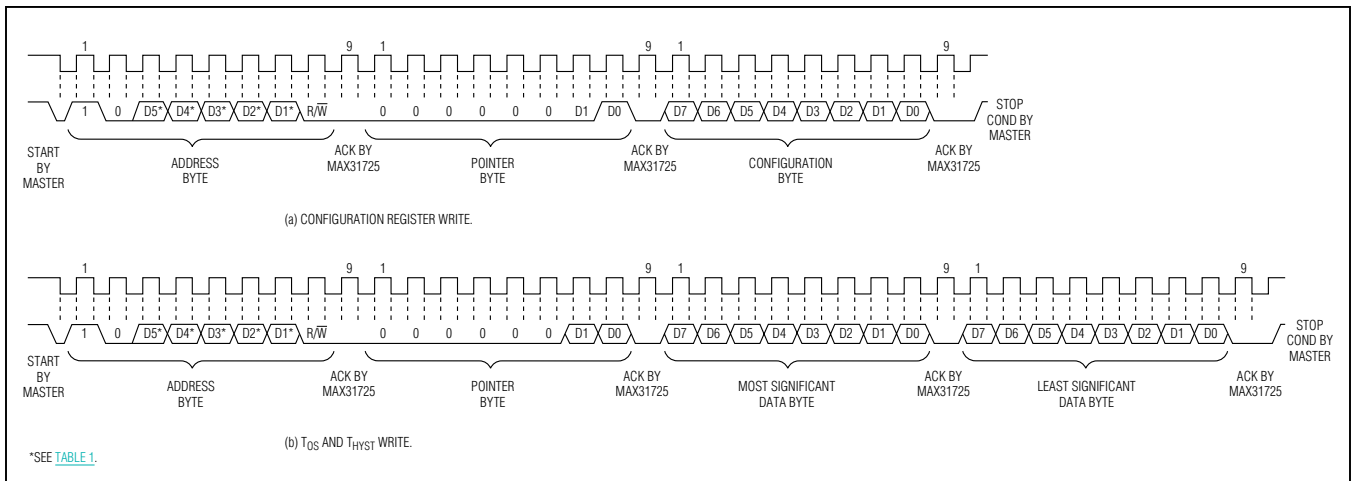 1 9 1 9 1 9
1 0 D5* D4* D3* D2* D1* R/W̅ 0 0 0 0 0 0 D1 D0 D7 D6 D5 D4 D3 D2 D1 D0
STOP
COND BY
MASTER
START
BY
MASTER
ADDRESS
BYTE
ACK BY
MAX31725
POINTER
BYTE
ACK BY
MAX31725
CONFIGURATION
BYTE
ACK BY
MAX31725
(a) CONFIGURATION REGISTER WRITE.
1 9 1 9 1 9 1 9
1 0 D5* D4* D3* D2* D1* R/W̅ 0 0 0 0 0 0 D1 D0 D7 D6 D5 D4 D3 D2 D1 D0 D7 D6 D5 D4 D3 D2 D1 D0
STOP
COND BY
MASTER
START
BY
MASTER
ADDRESS
BYTE
ACK BY
MAX31725
POINTER
BYTE
ACK BY
MAX31725
MOST SIGNIFICANT
DATA BYTE
ACK BY
MAX31725
LEAST SIGNIFICANT
DATA BYTE
ACK BY
MAX31725
(b) TOS AND THYST WRITE.
*SEE TABLE 1.